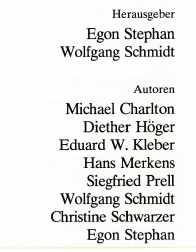 Herausgeber
Egon Stephan
Wolfgang Schmidt
Autoren
Michael Charlton
Diether Höger
Eduard W. Kleber
Hans Merkens
Siegfried Prell
Wolfgang Schmidt
Christine Schwarzer
Egon Stephan